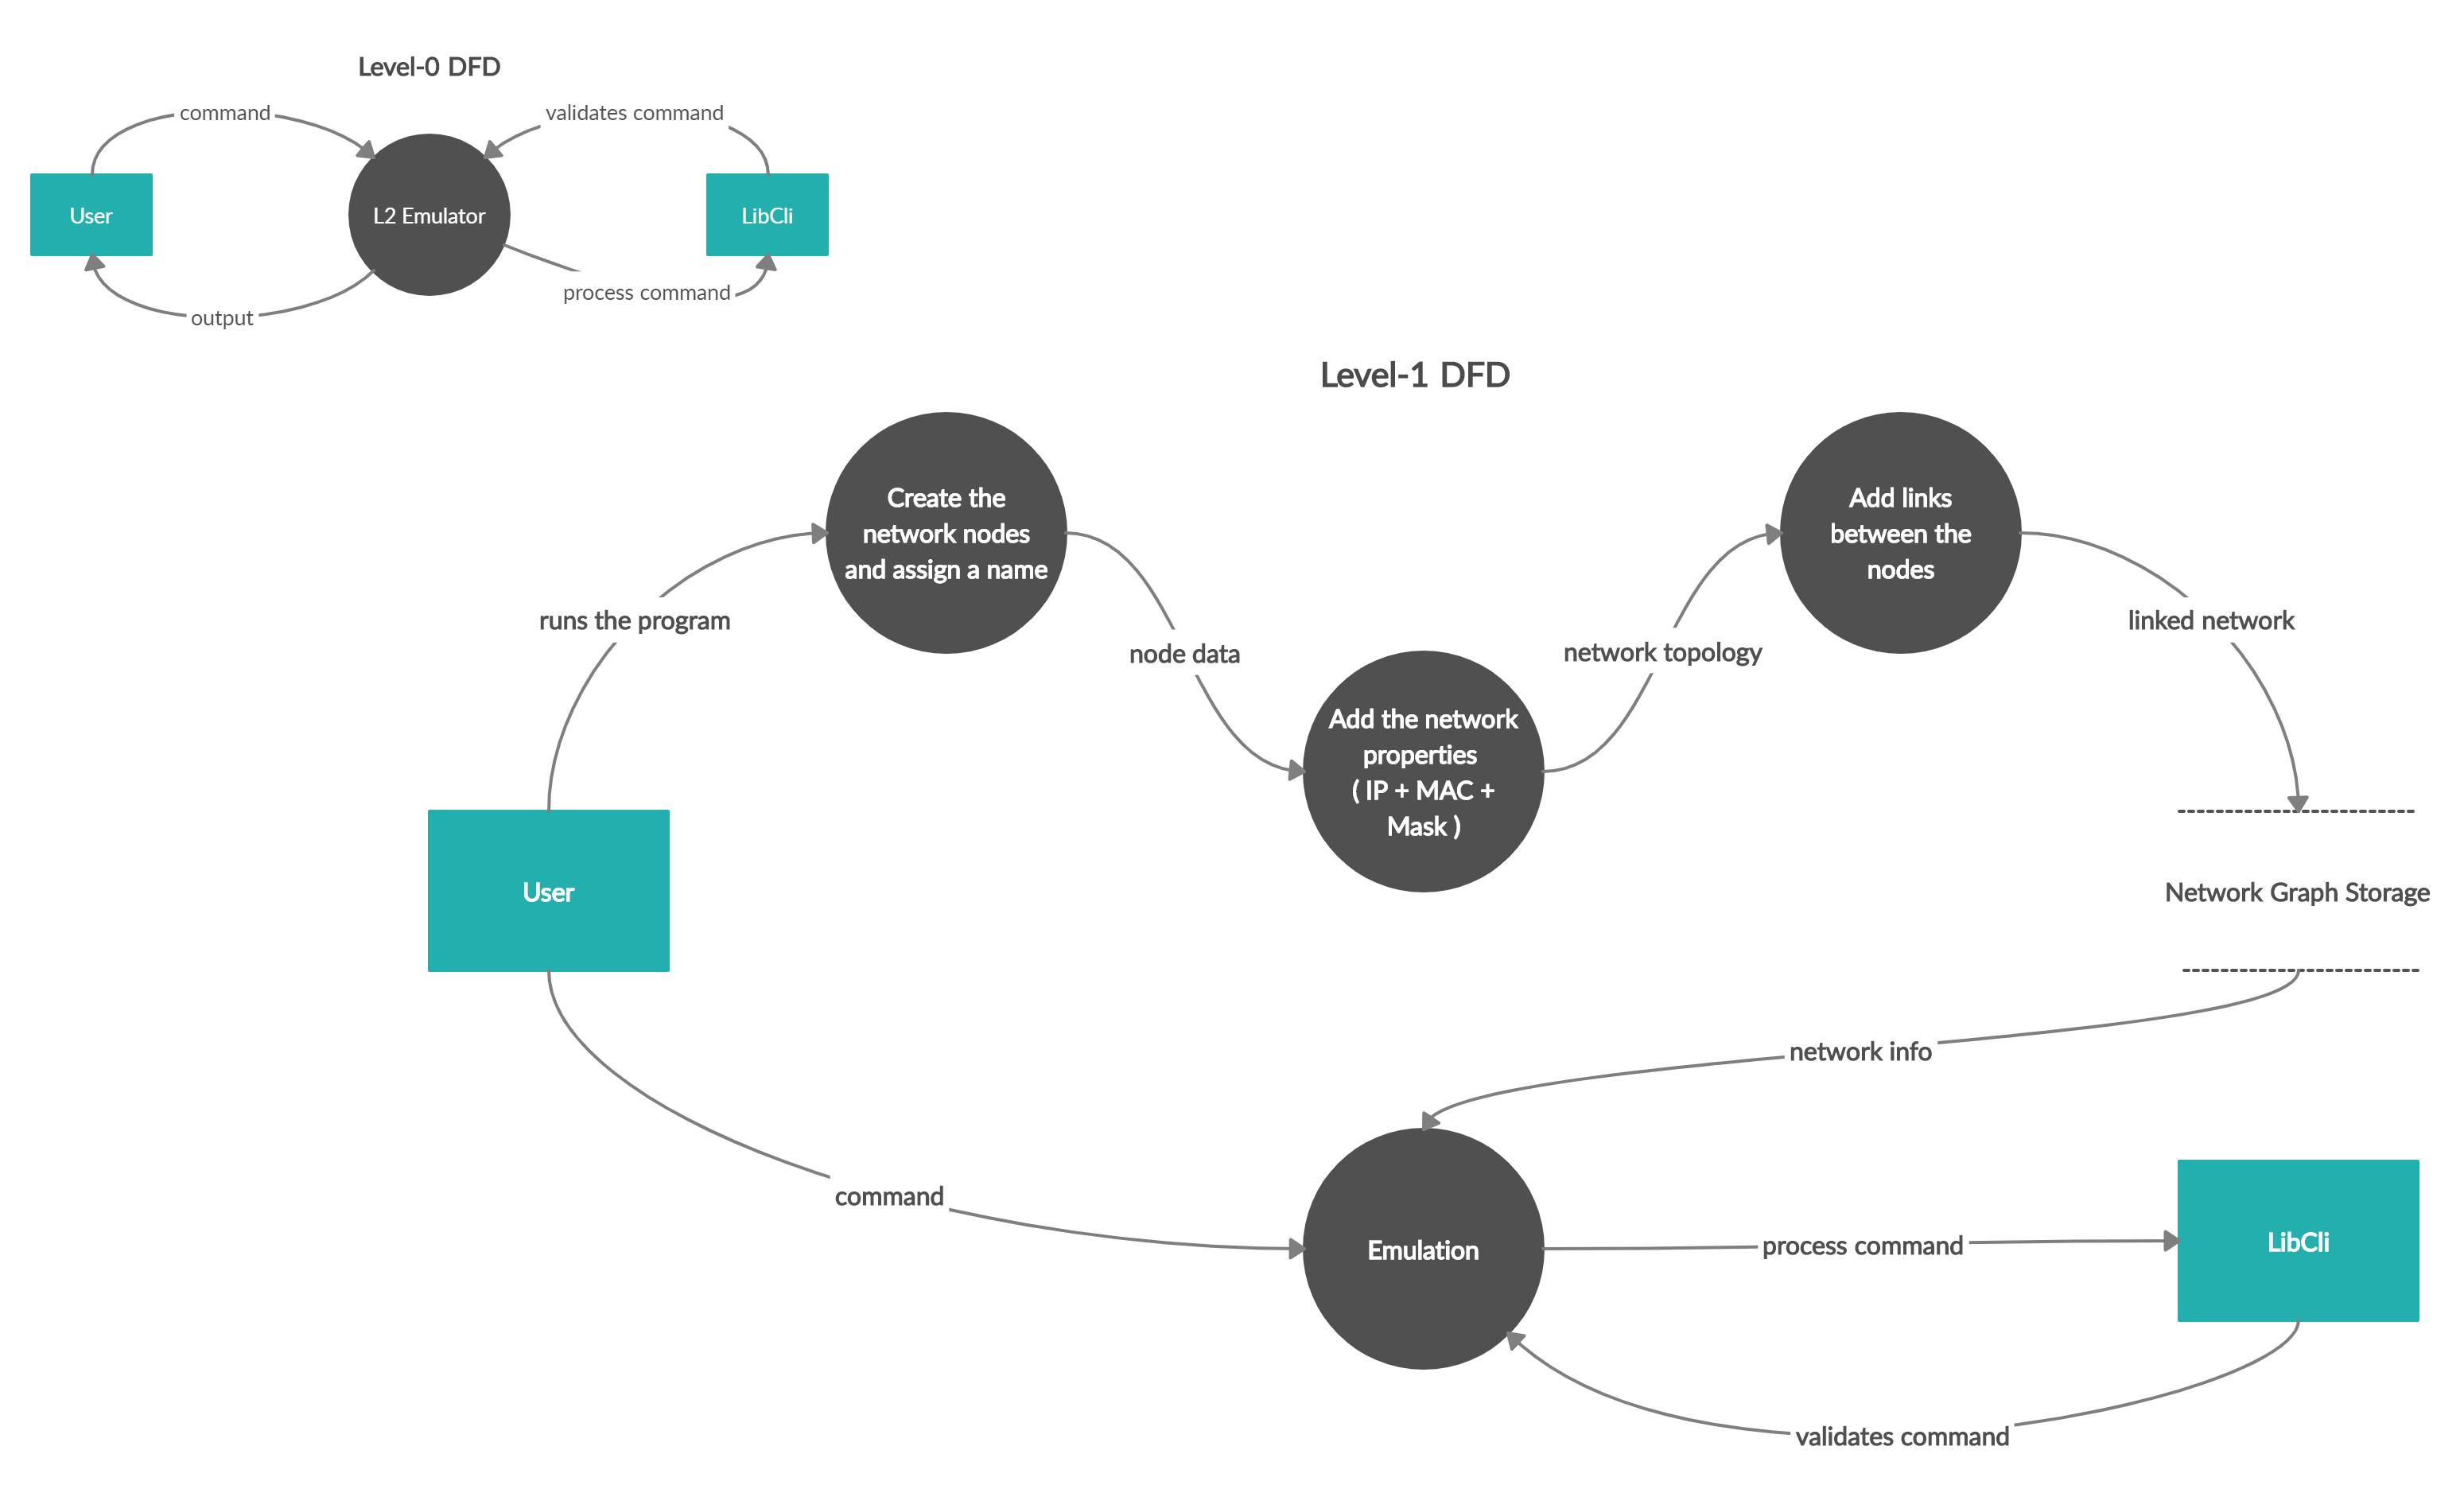 Level-0 DFD
command
validates command
User
L2 Emulator
LibCli
process command
output
Level-1 DFD
Create the
network nodes
and assign a name
Add links
between the
nodes
runs the program
linked network
node data
network topology
Add the network
properties
( IP + MAC +
Mask )
User
Network Graph Storage
network info
command
Emulation
process command
LibCli
validates command